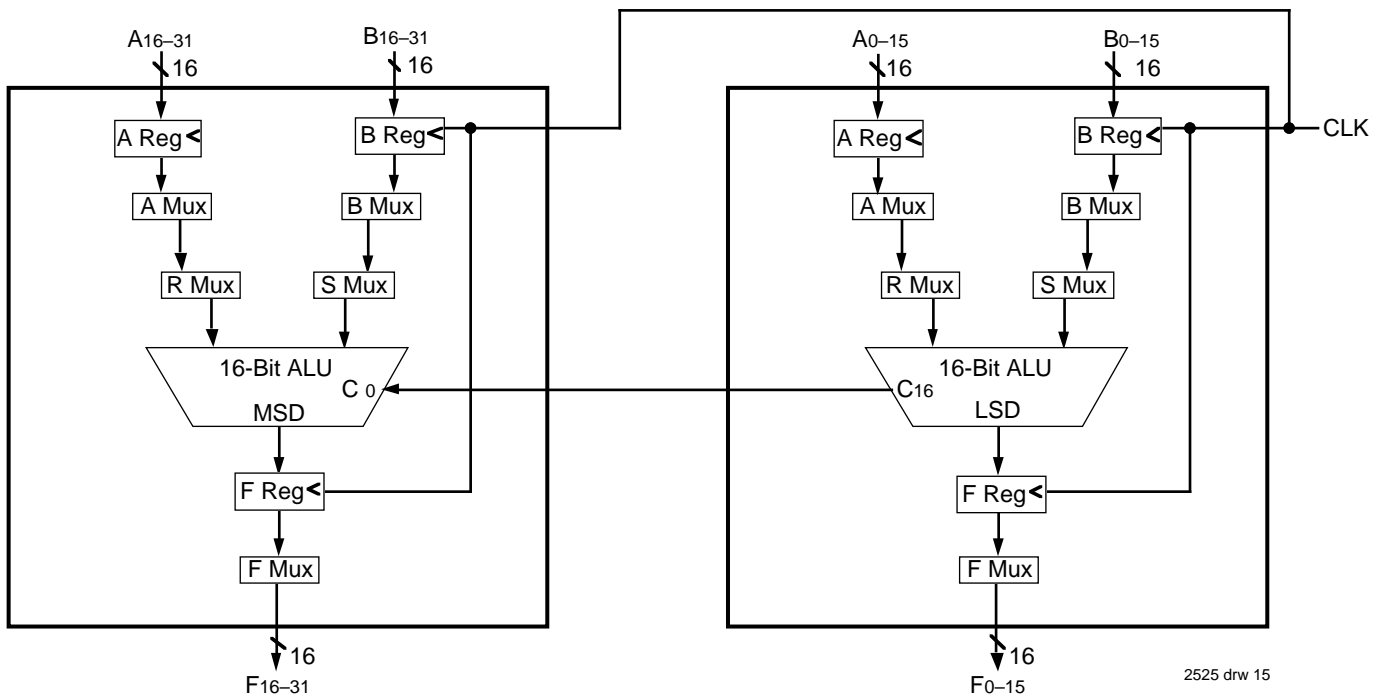 A16–31
B16–31
A0–15
B0–15
16
16
16
16
A Reg <
B Reg <
A Reg <
B Reg <
CLK
A Mux
B Mux
A Mux
B Mux
R Mux
S Mux
R Mux
S Mux
16-Bit ALU
16-Bit ALU
C 0
C16
MSD
LSD
F Reg <
F Reg <
F Mux
F Mux
16
16
F16–31
F0–15
2525 drw 15